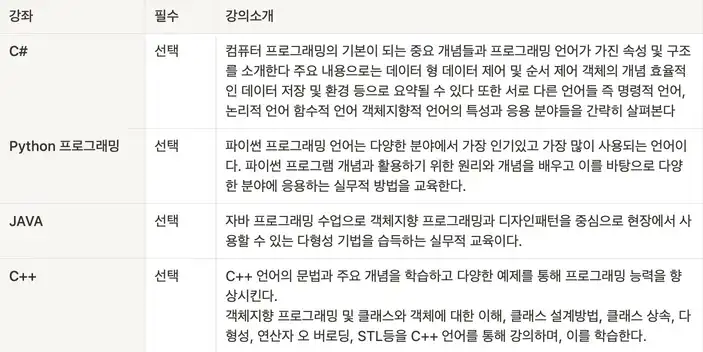 강좌 필수 강의소개
C# 선택 컴퓨터 프로그래밍의 기본이 되는 중요 개념들과 프로그래밍 언어가 가진 속성 및 구조
를 소개한다 주요 내용으로는 데이터 형 데이터 제어 및 순서 제어 객체의 개념 효율적
인 데이터 저장 및 환경 등으로 요약될 수 있다 또한 서로 다른 언어들 즉 명령적 언어,
논리적 언어 함수적 언어 객체지향적 언어의 특성과 응용 분야들을 간략히 살펴본다
Python 프로그래밍 선택 파이썬 프로그래밍 언어는 다양한 분야에서 가장 인기있고 가장 많이 사용되는 언어이
다. 파이썬 프로그램 개념과 활용하기 위한 원리와 개념을 배우고 이를 바탕으로 다양
한 분야에 응용하는 실무적 방법을 교육한다.
JAVA 선택 자바 프로그래밍 수업으로 객체지향 프로그래밍과 디자인패턴을 중심으로 현장에서 사
용할 수 있는 다형성 기법을 습득하는 실무적 교육이다.
C++ 선택 C++ 언어의 문법과 주요 개념을 학습하고 다양한 예제를 통해 프로그래밍 능력을 향
상시킨다.
객체지향 프로그래밍 및 클래스와 객체에 대한 이해, 클래스 설계방법, 클래스 상속, 다
형성, 연산자 오 버로딩, STL등을 C++ 언어를 통해 강의하며, 이를 학습한다.